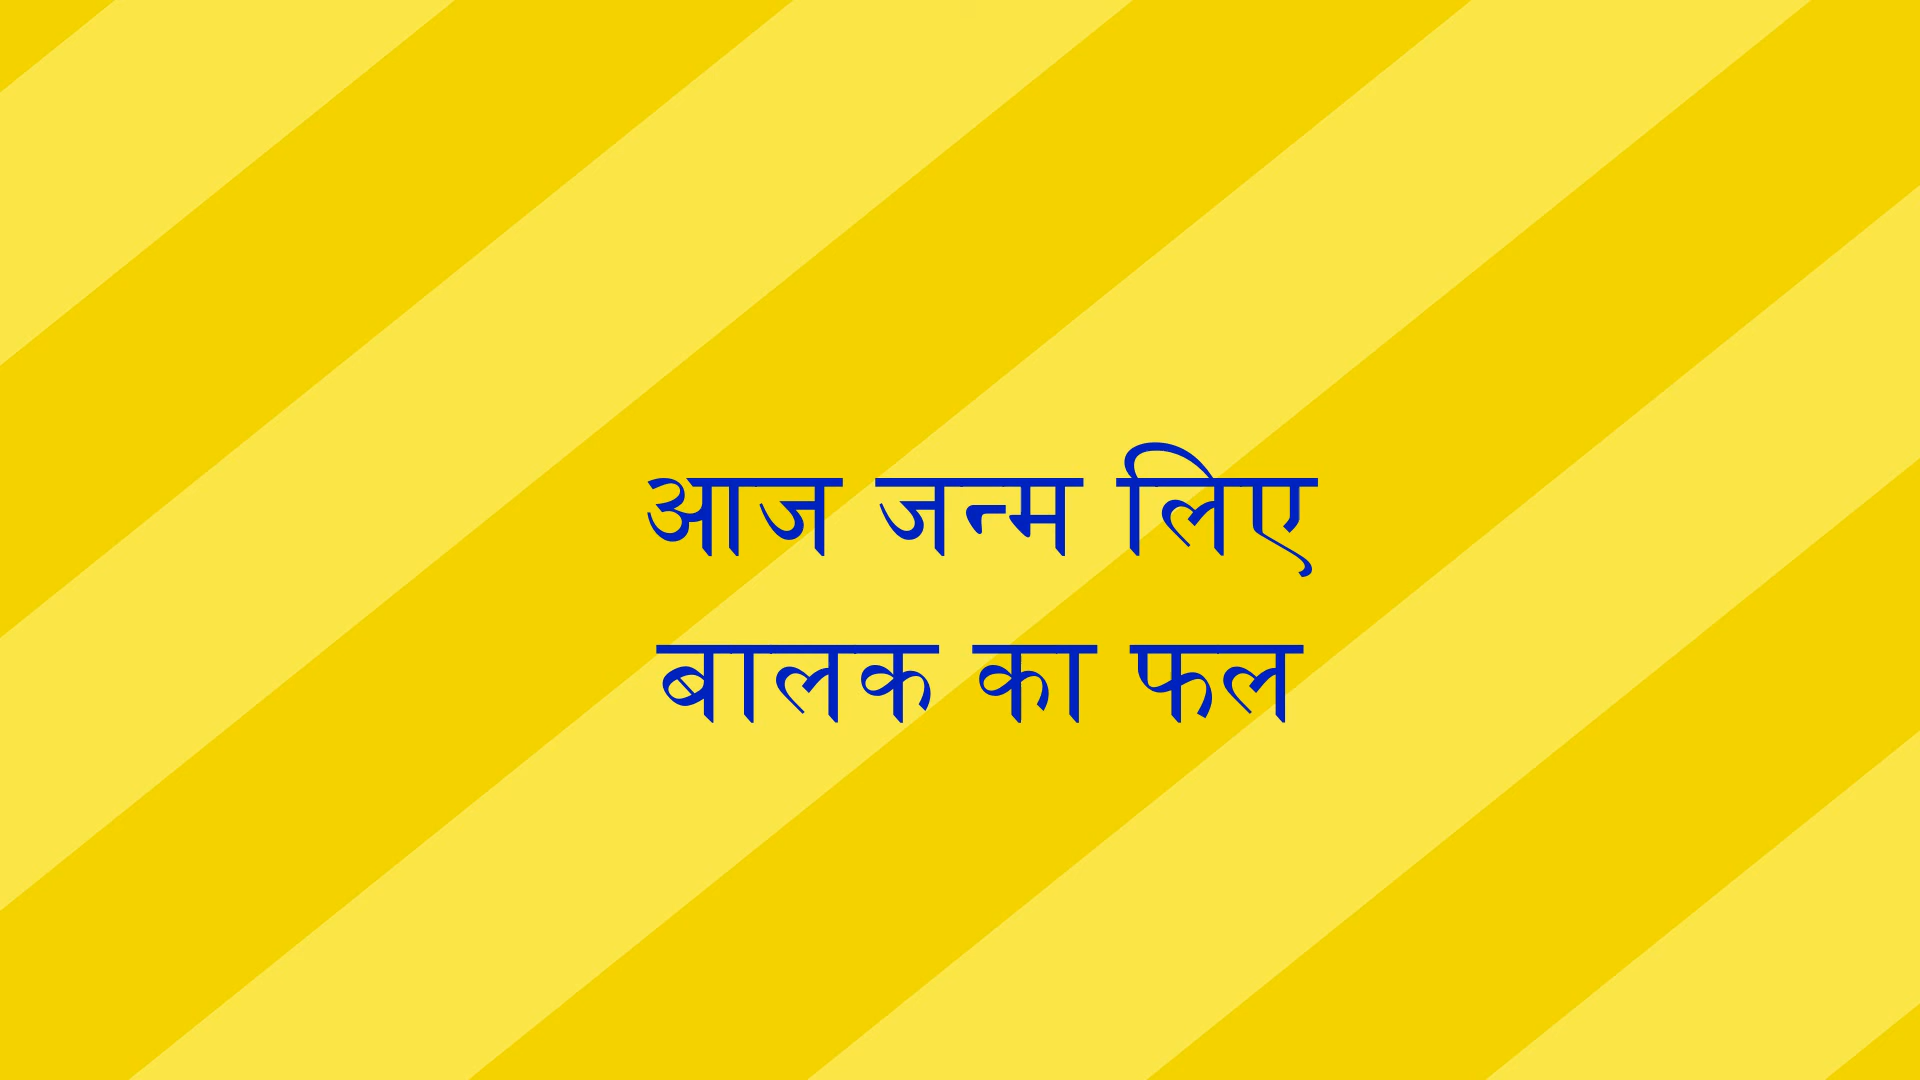 आज जन्म लिए
बालक का फल